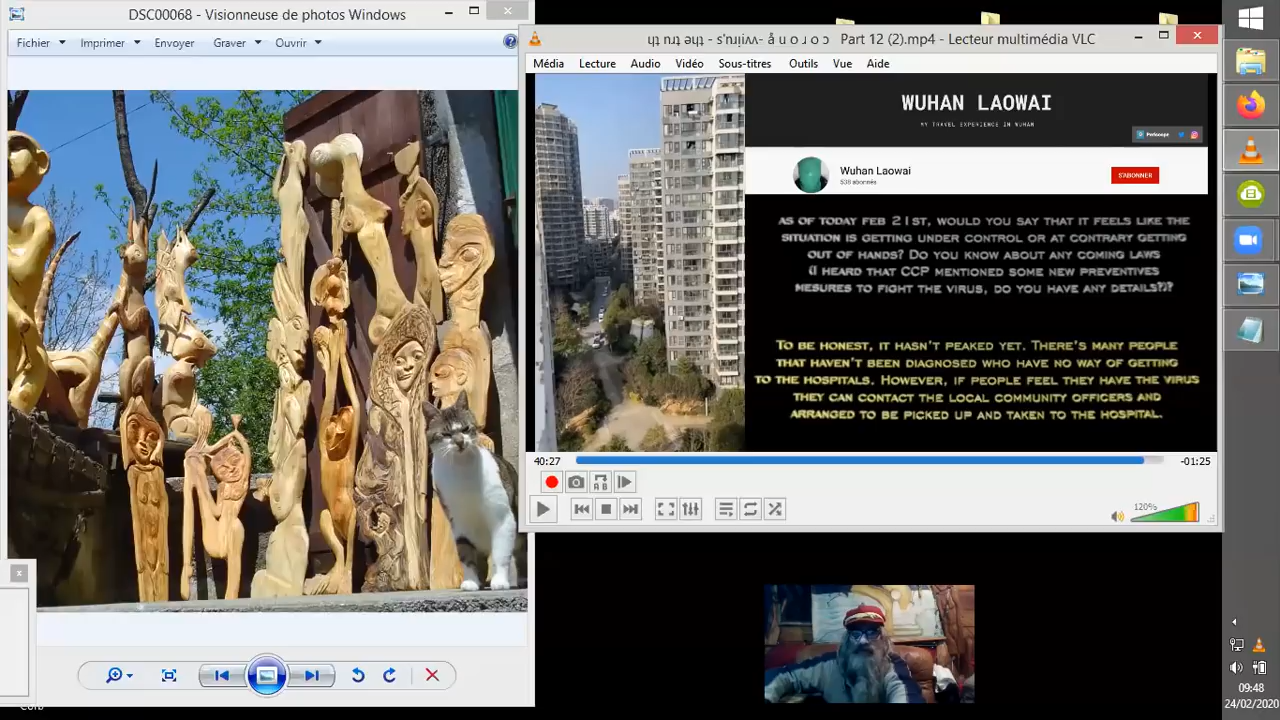 DSC00068 - Visionneuse de photos Windows
Fichier
Imprimer
Envoyer
Graver
Ouvrir
Part 12 (2).mp4 - Lecteur multimédia VLC
Média
Lecture
Audio
Vidéo
Sous-titres
Outils
Vue
Aide
WUHAN LAOWAI
MY TRAVEL EXPERIENCE IN WUHAN
Periscope
Wuhan Laowai
538 abonnés
S'ABONNER
AS OF TODAY FEB 21ST, WOULD YOU SAY THAT IT FEELS LIKE THE
SITUATION IS GETTING UNDER CONTROL OR AT CONTRARY GETTING
OUT OF HANDS? DO YOU KNOW ABOUT ANY COMING LAWS
(I HEARD THAT CCP MENTIONED SOME NEW PREVENTIVES
MESURES TO FIGHT THE VIRUS, DO YOU HAVE ANY DETAILS?)?
TO BE HONEST, IT HASN'T PEAKED YET. THERE'S MANY PEOPLE
THAT HAVEN'T BEEN DIAGNOSED WHO HAVE NO WAY OF GETTING
TO THE HOSPITALS. HOWEVER, IF PEOPLE FEEL THEY HAVE THE VIRUS
THEY CAN CONTACT THE LOCAL COMMUNITY OFFICERS AND
ARRANGED TO BE PICKED UP AND TAKEN TO THE HOSPITAL.
40:27
-01:25
120%
09:48
24/02/2020